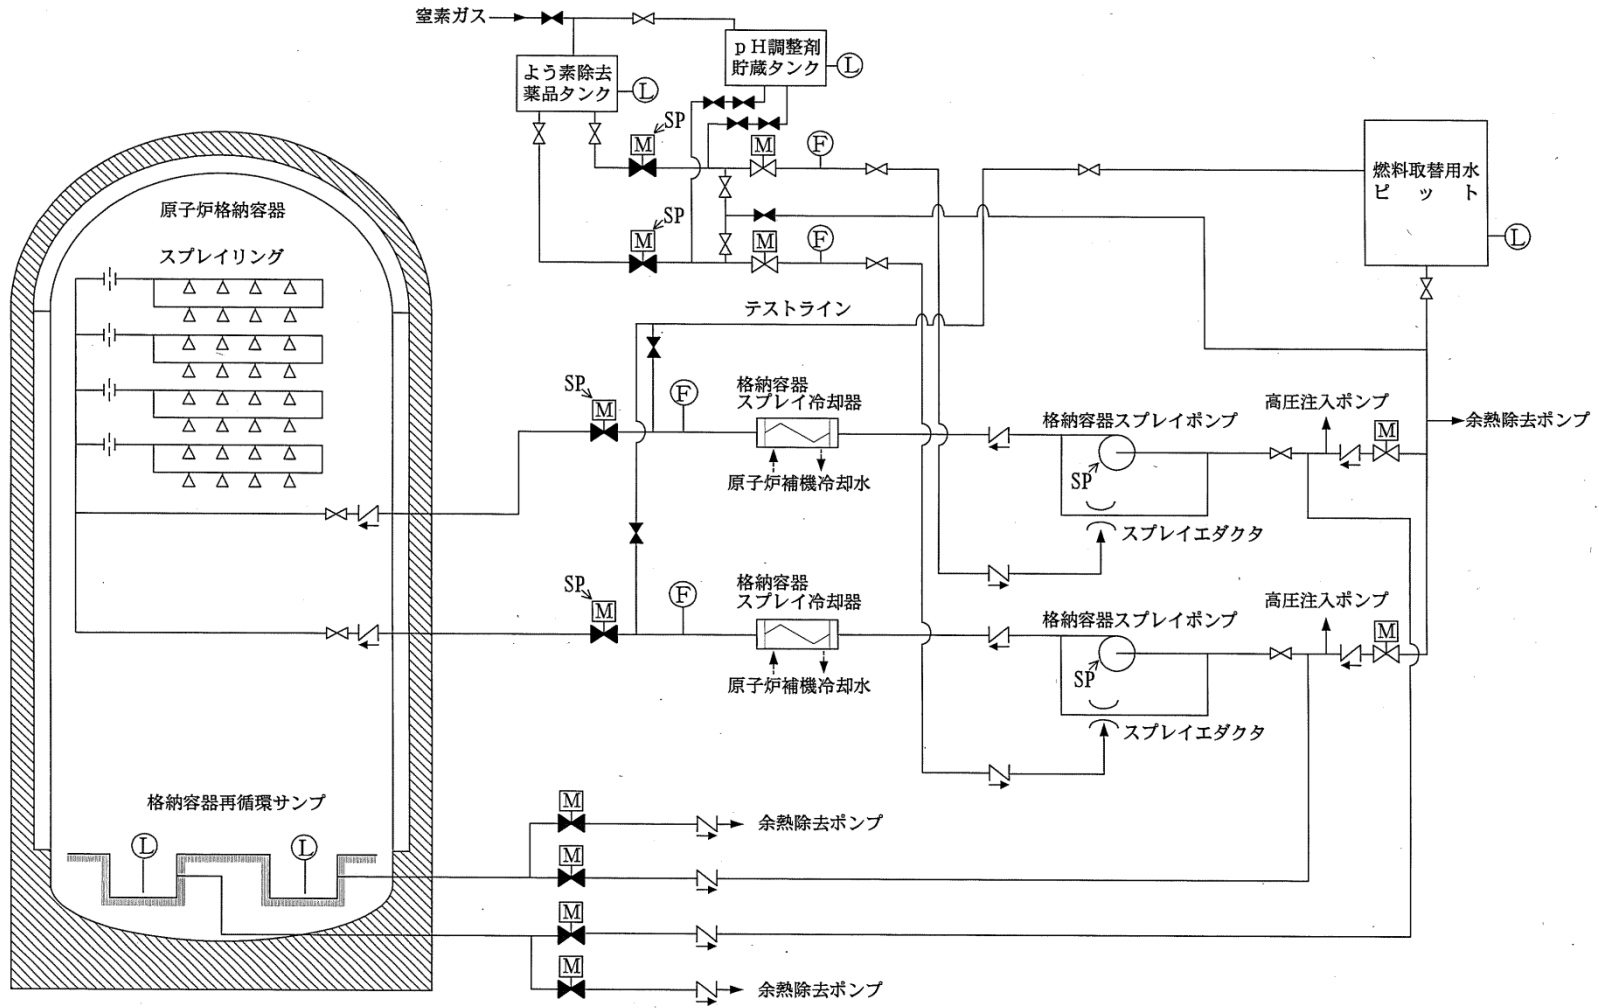 窒素ガス
よう素除去
薬品タンク
L
pH調整剤
貯蔵タンク
L
SP
M
M
F
SP
M
M
F
燃料取替用水
ピット
L
原子炉格納容器
スプレイリング
テストライン
SP
M
F
格納容器
スプレイ冷却器
原子炉補機冷却水
格納容器スプレイポンプ
SP
スプレイエダクタ
高圧注入ポンプ
M
余熱除去ポンプ
SP
M
F
格納容器
スプレイ冷却器
原子炉補機冷却水
格納容器スプレイポンプ
SP
スプレイエダクタ
高圧注入ポンプ
M
格納容器再循環サンプ
L
L
M
余熱除去ポンプ
M
M
M
余熱除去ポンプ